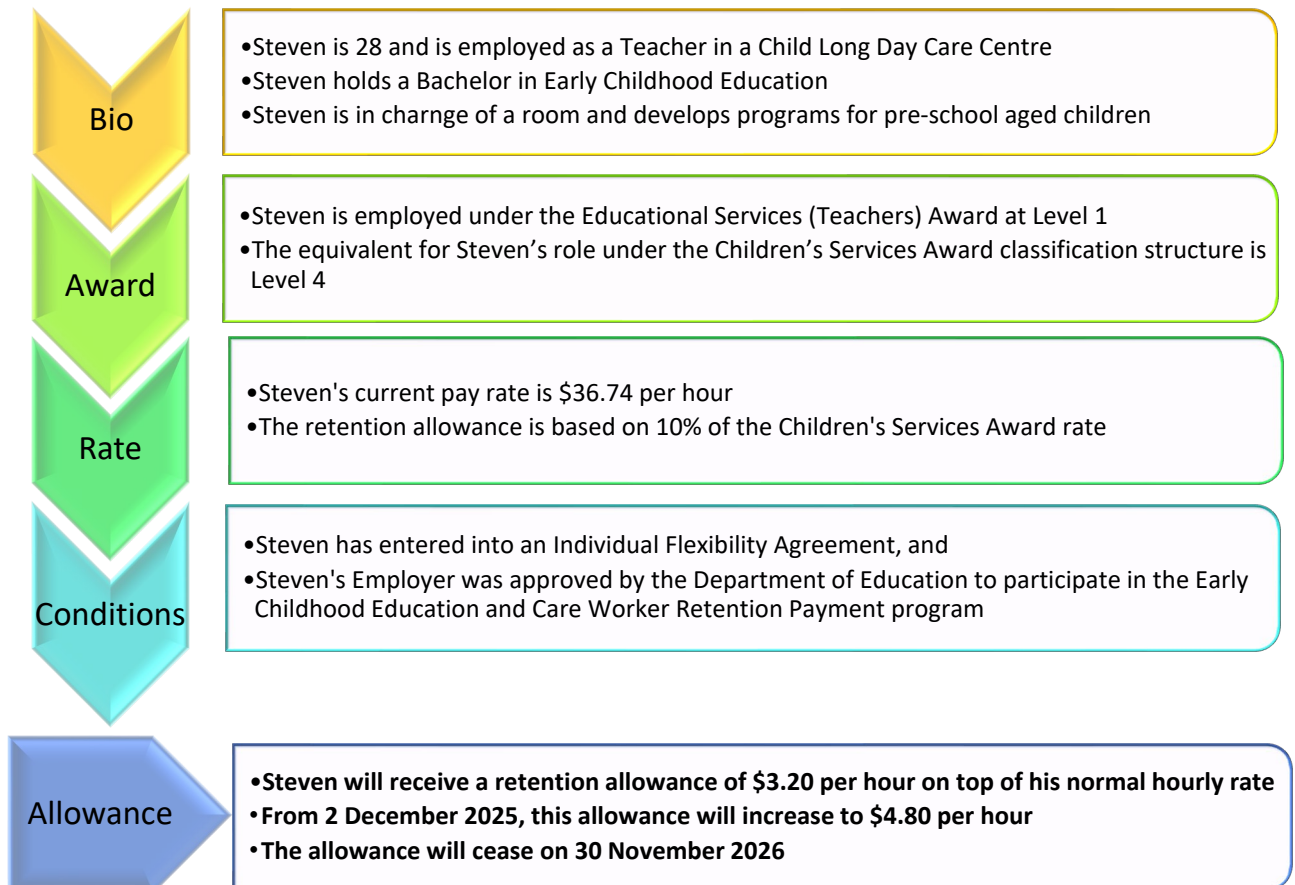 Bio
•Steven is 28 and is employed as a Teacher in a Child Long Day Care Centre
•Steven holds a Bachelor in Early Childhood Education
•Steven is in charnge of a room and develops programs for pre-school aged children
Award
•Steven is employed under the Educational Services (Teachers) Award at Level 1
•The equivalent for Steven’s role under the Children’s Services Award classification structure is
Level 4
Rate
•Steven's current pay rate is $36.74 per hour
•The retention allowance is based on 10% of the Children's Services Award rate
Conditions
•Steven has entered into an Individual Flexibility Agreement, and
•Steven's Employer was approved by the Department of Education to participate in the Early
Childhood Education and Care Worker Retention Payment program
Allowance
•Steven will receive a retention allowance of $3.20 per hour on top of his normal hourly rate
•From 2 December 2025, this allowance will increase to $4.80 per hour
•The allowance will cease on 30 November 2026